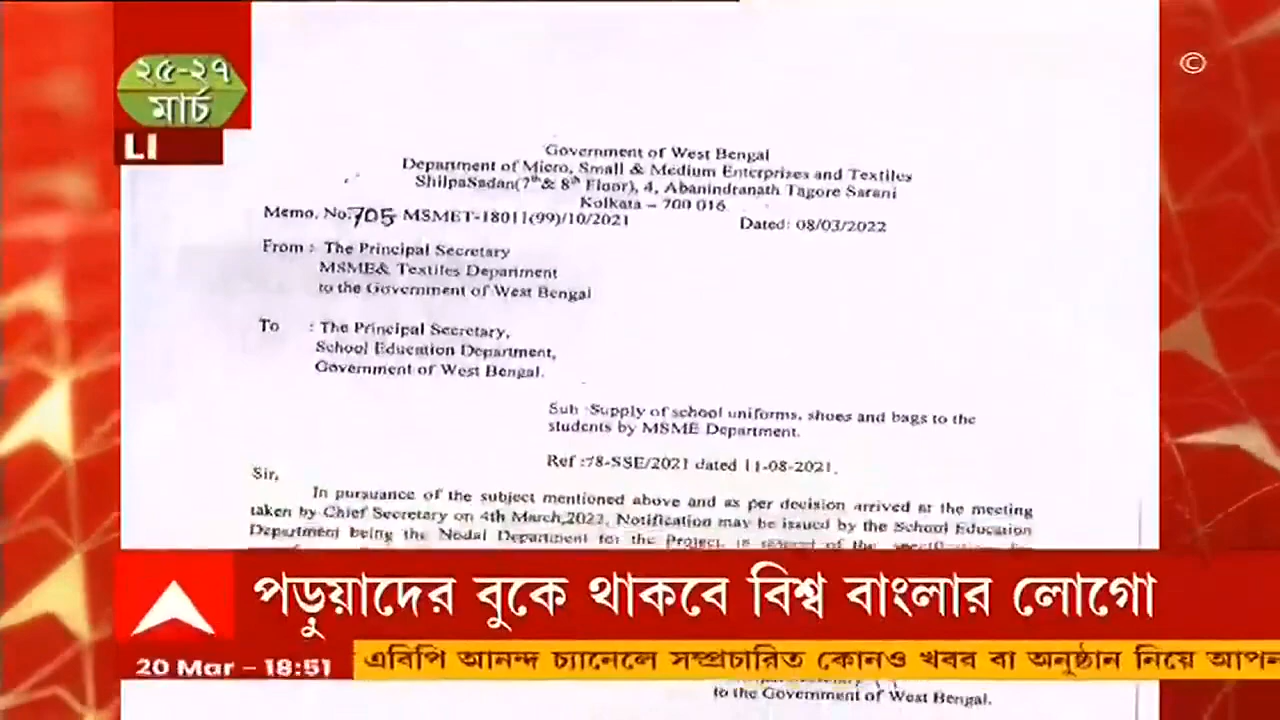 ২৫-২৭
মার্চ
LI
©
Government of West Bengal
Department of Micro, Small & Medium Enterprises and Textiles
ShilpaSadan(7th& 8th Floor), 4, Abanindranath Tagore Sarani
Kolkata – 700 016
Memo, No:705 MSMET-18011(99)/10/2021
Dated: 08/03/2022
From : The Principal Secretary
MSME& Textiles Department
to the Government of West Bengal
To : The Principal Secretary,
School Education Department,
Government of West Bengal.
Sub :Supply of school uniforms, shoes and bags to the
students by MSME Department.
Ref :78-SSE/2021 dated 11-08-2021.
Sir,
In pursuance of the subject mentioned above and as per decision arrived at the meeting
taken by Chief Secretary on 4th March,2022, Notification may be issued by the School Education
Department being the Nodal Department for the Project, in respect of the
পড়ুয়াদের বুকে থাকবে বিশ্ব বাংলার লোগো
20 Mar – 18:51
এবিপি আনন্দ চ্যানেলে সম্প্রচারিত কোনও খবর বা অনুষ্ঠান নিয়ে আপন
to the Government of West Bengal.